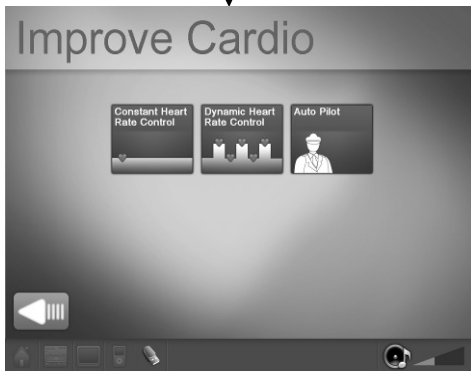 Improve Cardio
Constant Heart
Rate Control
Dynamic Heart
Rate Control
Auto Pilot